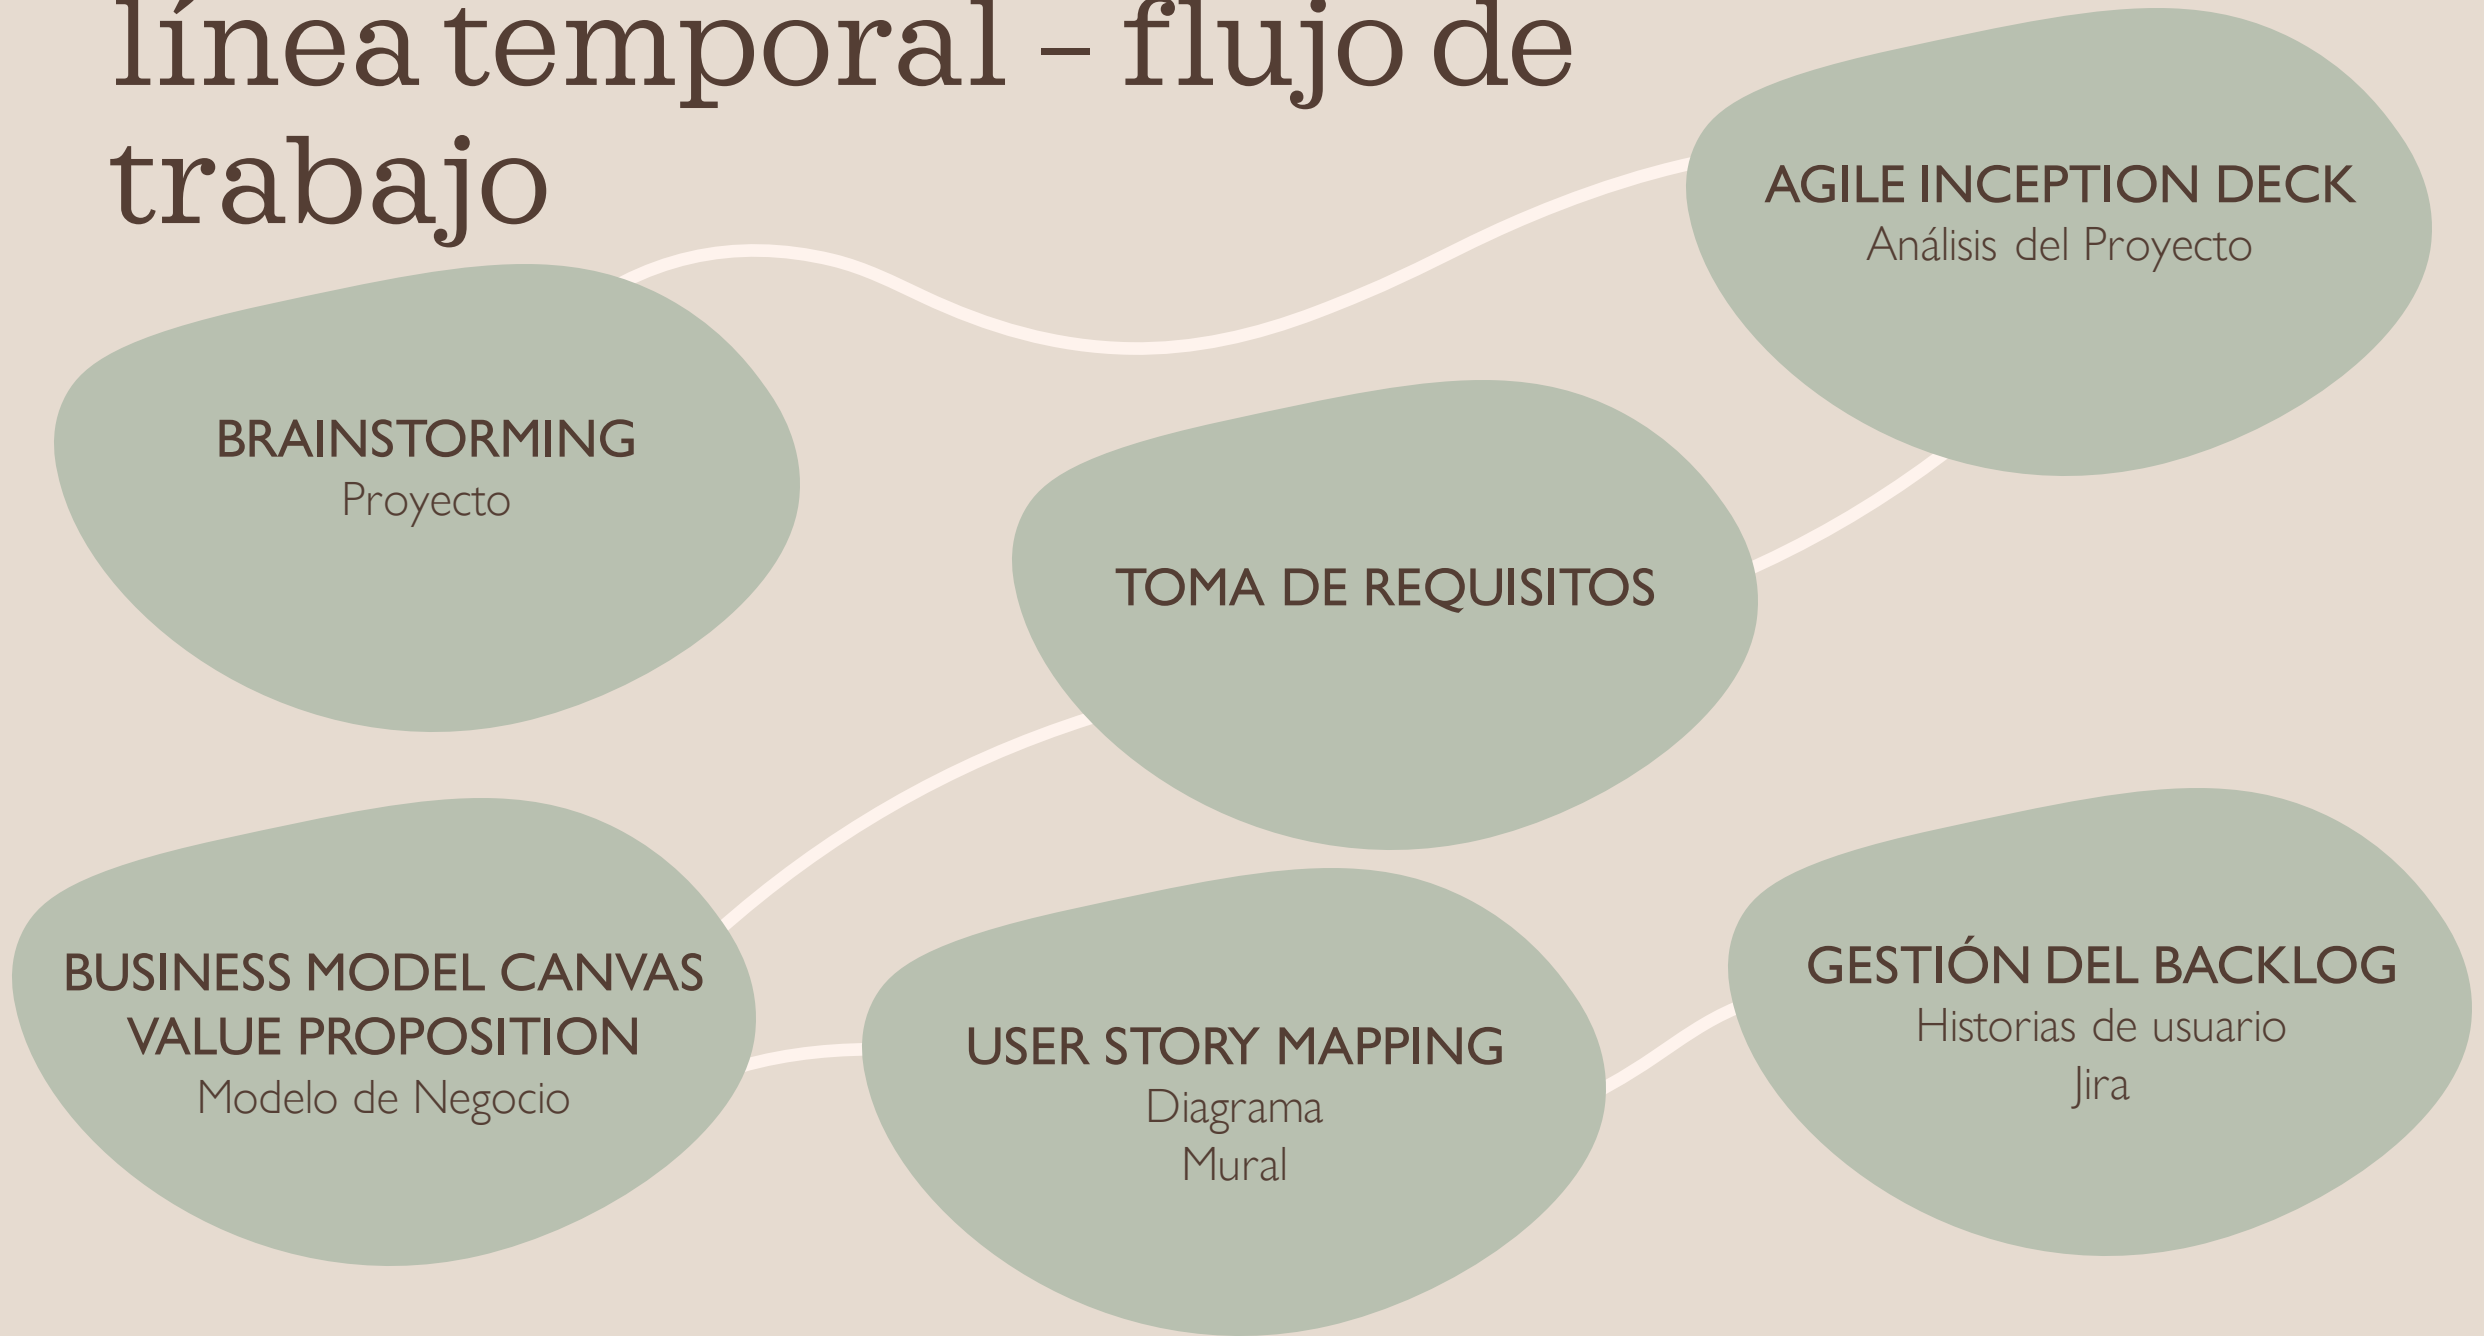 línea temporal – flujo de
trabajo
BRAINSTORMING
Proyecto
AGILE INCEPTION DECK
Análisis del Proyecto
TOMA DE REQUISITOS
BUSINESS MODEL CANVAS
VALUE PROPOSITION
Modelo de Negocio
USER STORY MAPPING
Diagrama
Mural
GESTIÓN DEL BACKLOG
Historias de usuario
Jira